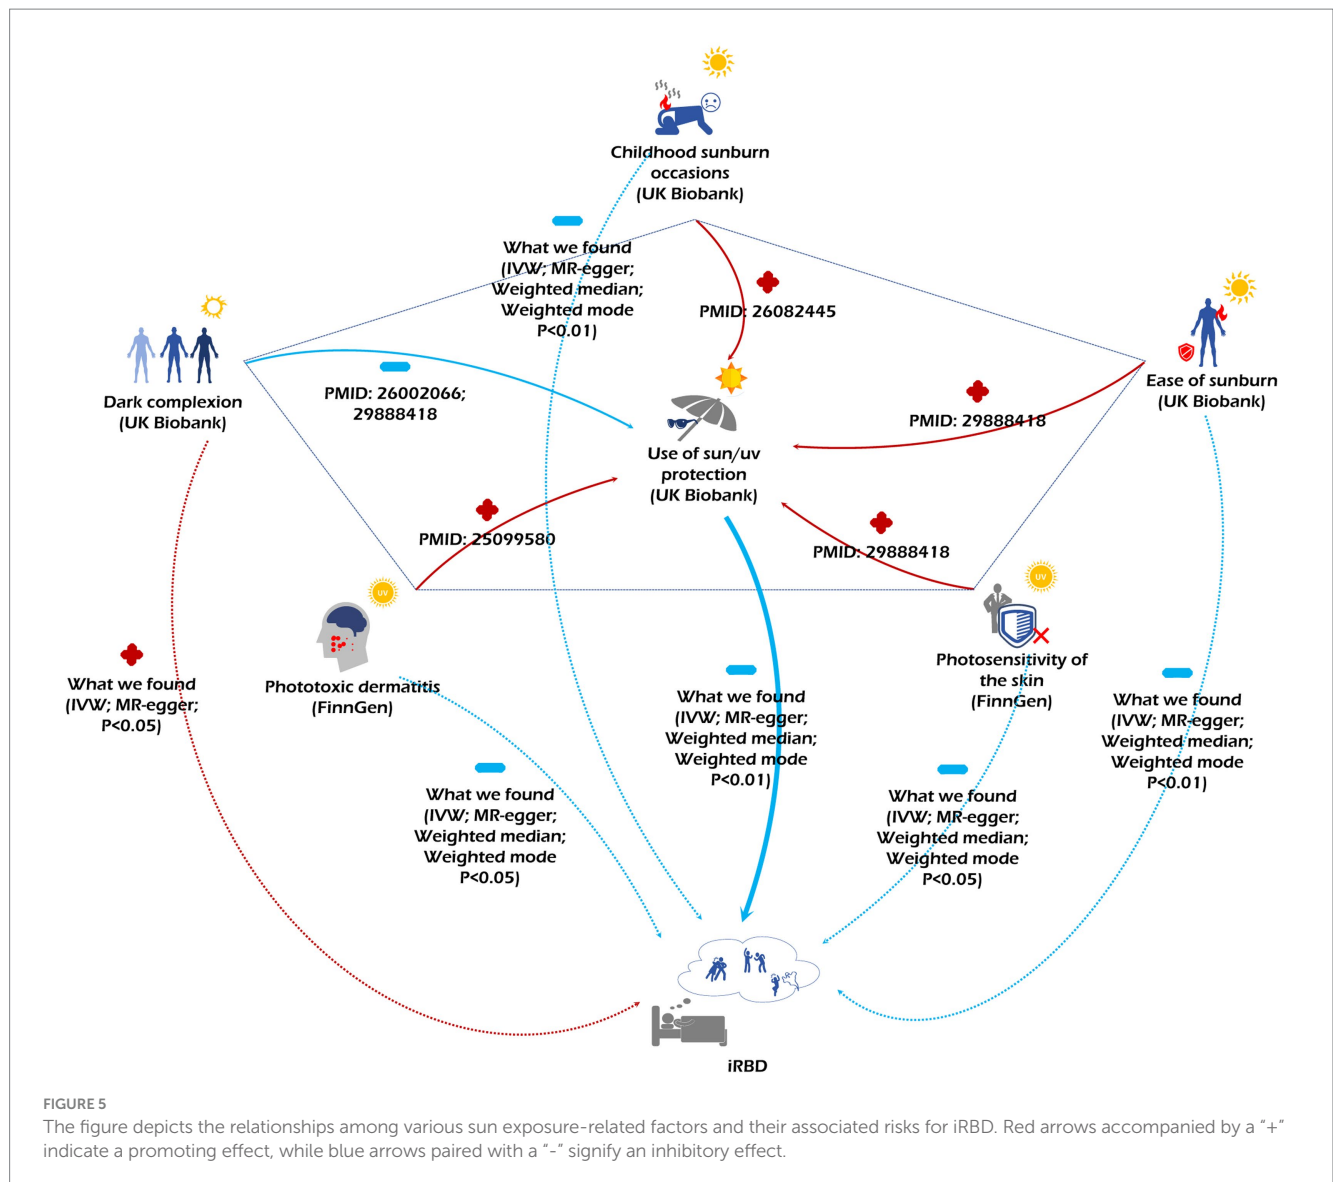 Childhood sunburn
occasions
(UK Biobank)
What we found
(IVW; MR-egger;
Weighted median;
Weighted mode
P<0.01)
PMID: 26082445
Dark complexion
(UK Biobank)
PMID: 26002066;
29888418
Ease of sunburn
(UK Biobank)
PMID: 29888418
Use of sun/uv
protection
(UK Biobank)
PMID: 25099580
PMID: 29888418
UV
UV
Phototoxic dermatitis
(FinnGen)
Photosensitivity of
the skin
(FinnGen)
What we found
(IVW; MR-egger;
P<0.05)
What we found
(IVW; MR-egger;
Weighted median;
Weighted mode
P<0.01)
What we found
(IVW; MR-egger;
Weighted median;
Weighted mode
P<0.01)
What we found
(IVW; MR-egger;
Weighted median;
Weighted mode
P<0.05)
What we found
(IVW; MR-egger;
Weighted median;
Weighted mode
P<0.05)
iRBD
FIGURE 5
The figure depicts the relationships among various sun exposure-related factors and their associated risks for iRBD. Red arrows accompanied by a "+"
indicate a promoting effect, while blue arrows paired with a "-" signify an inhibitory effect.